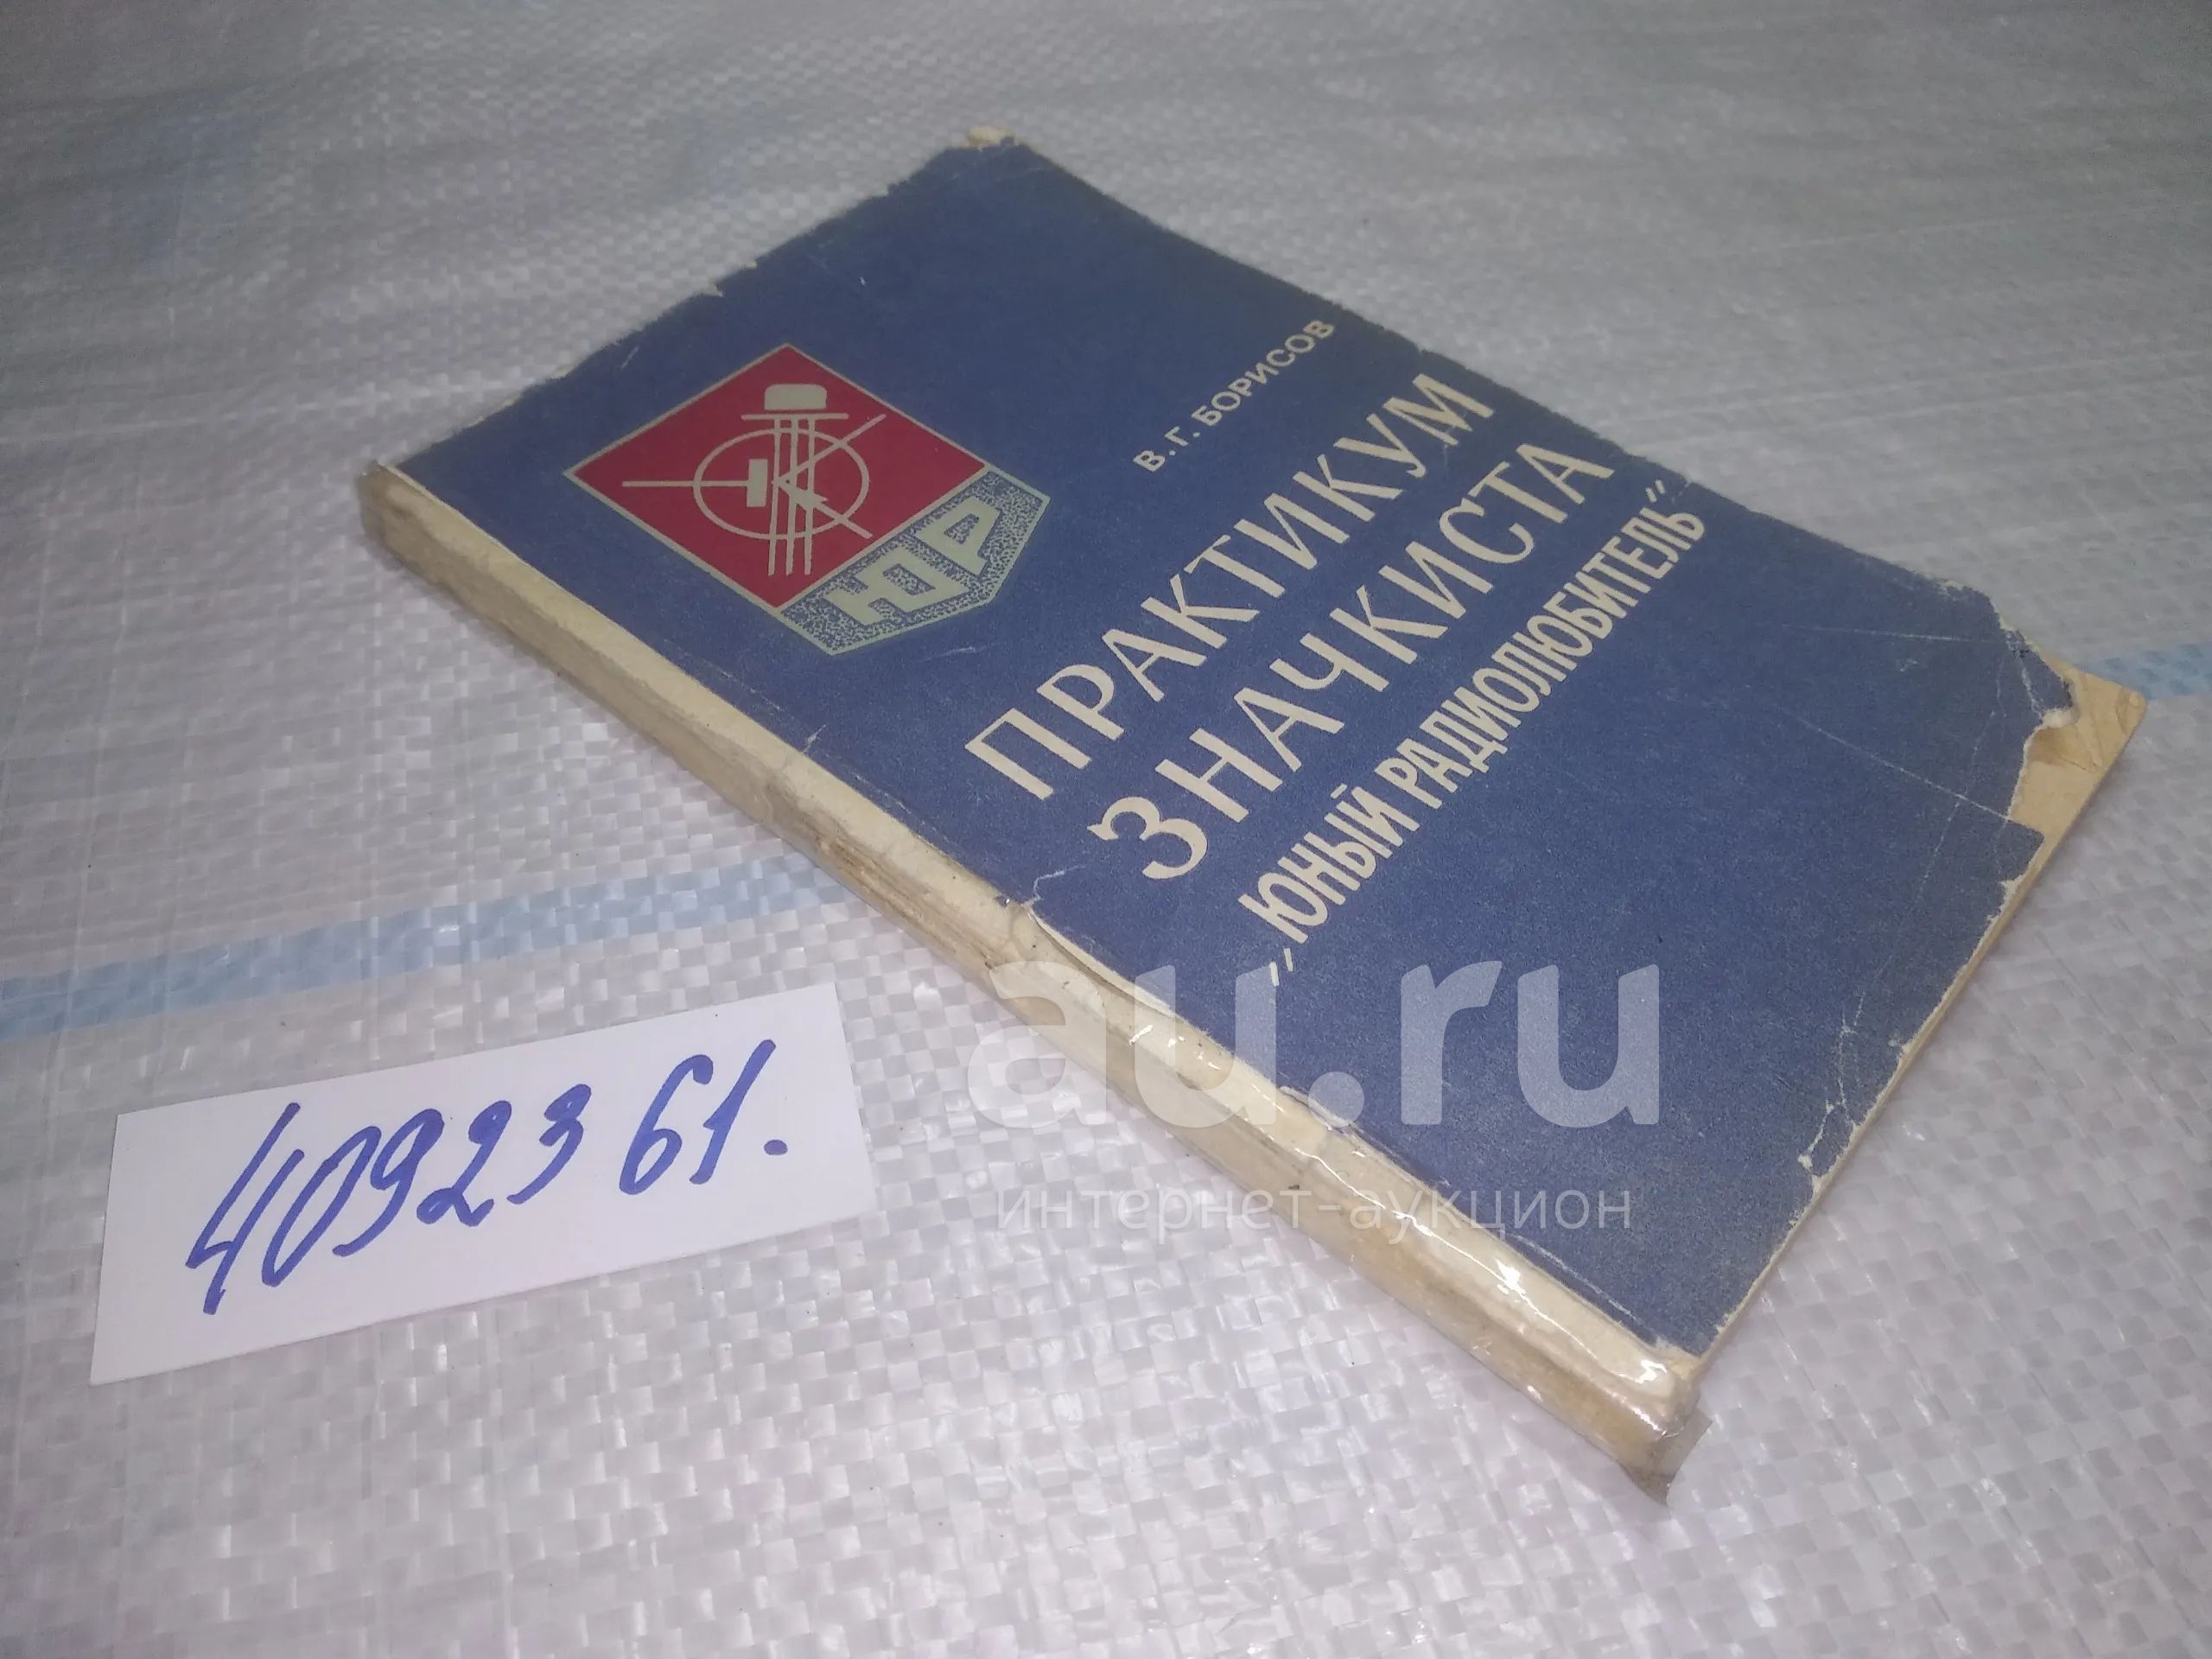 В.Г. БОРИСОВ
ПРАКТИКУМ
ЗНАЧКИСТА
„ЮНЫЙ РАДИОЛЮБИТЕЛЬ”
ЮР
4092361.
au.ru
интернет-аукцион